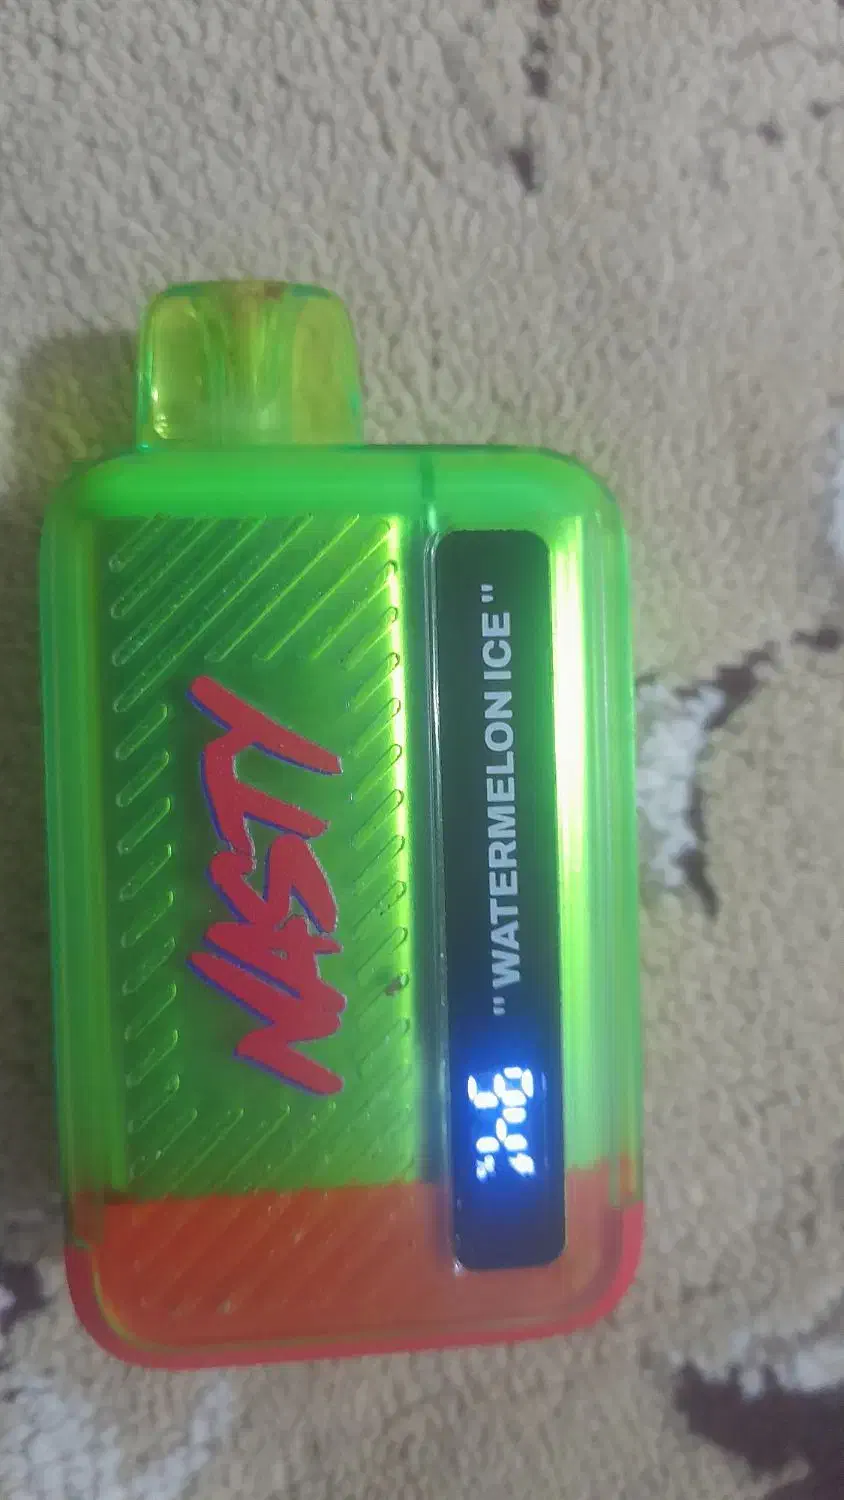 NASTY
" WATERMELON ICE "